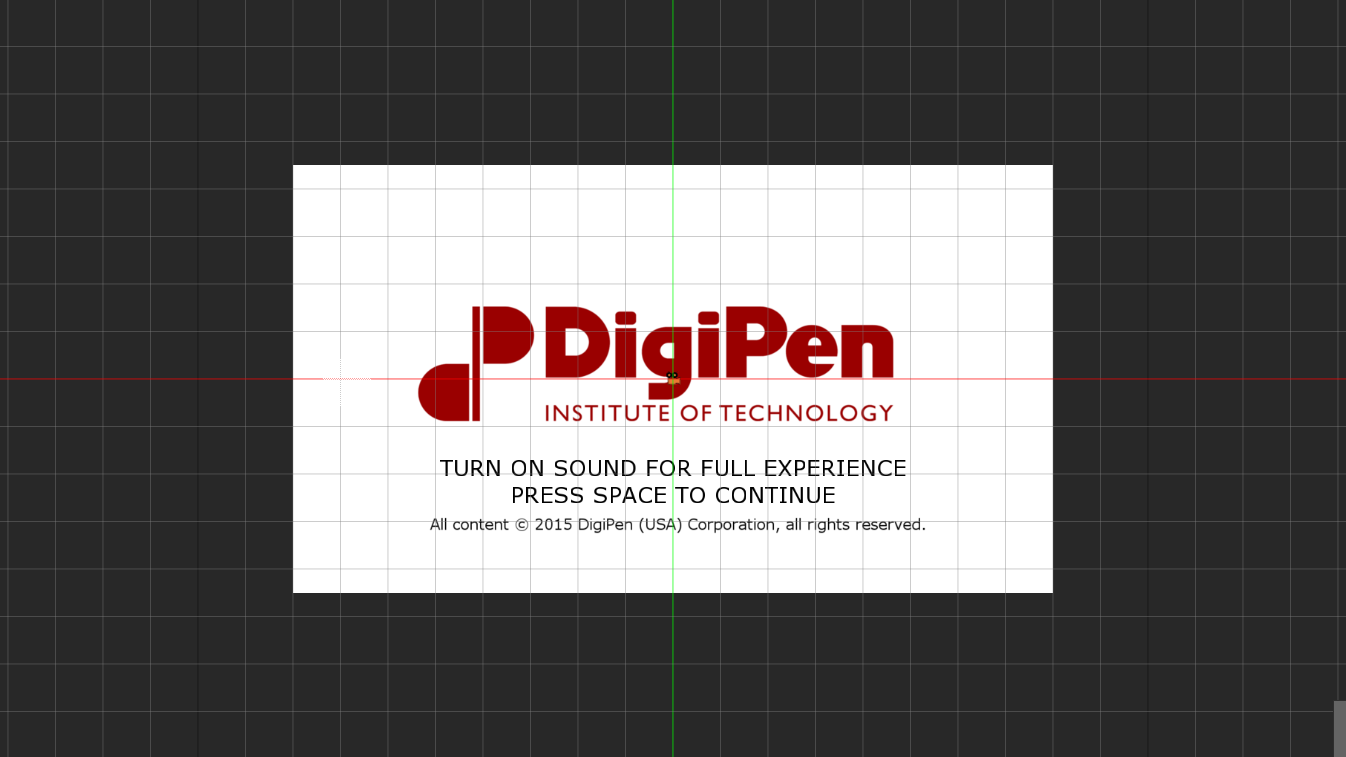 DigiPen
INSTITUTE OF TECHNOLOGY
TURN ON SOUND FOR FULL EXPERIENCE
PRESS SPACE TO CONTINUE
All content © 2015 DigiPen (USA) Corporation, all rights reserved.